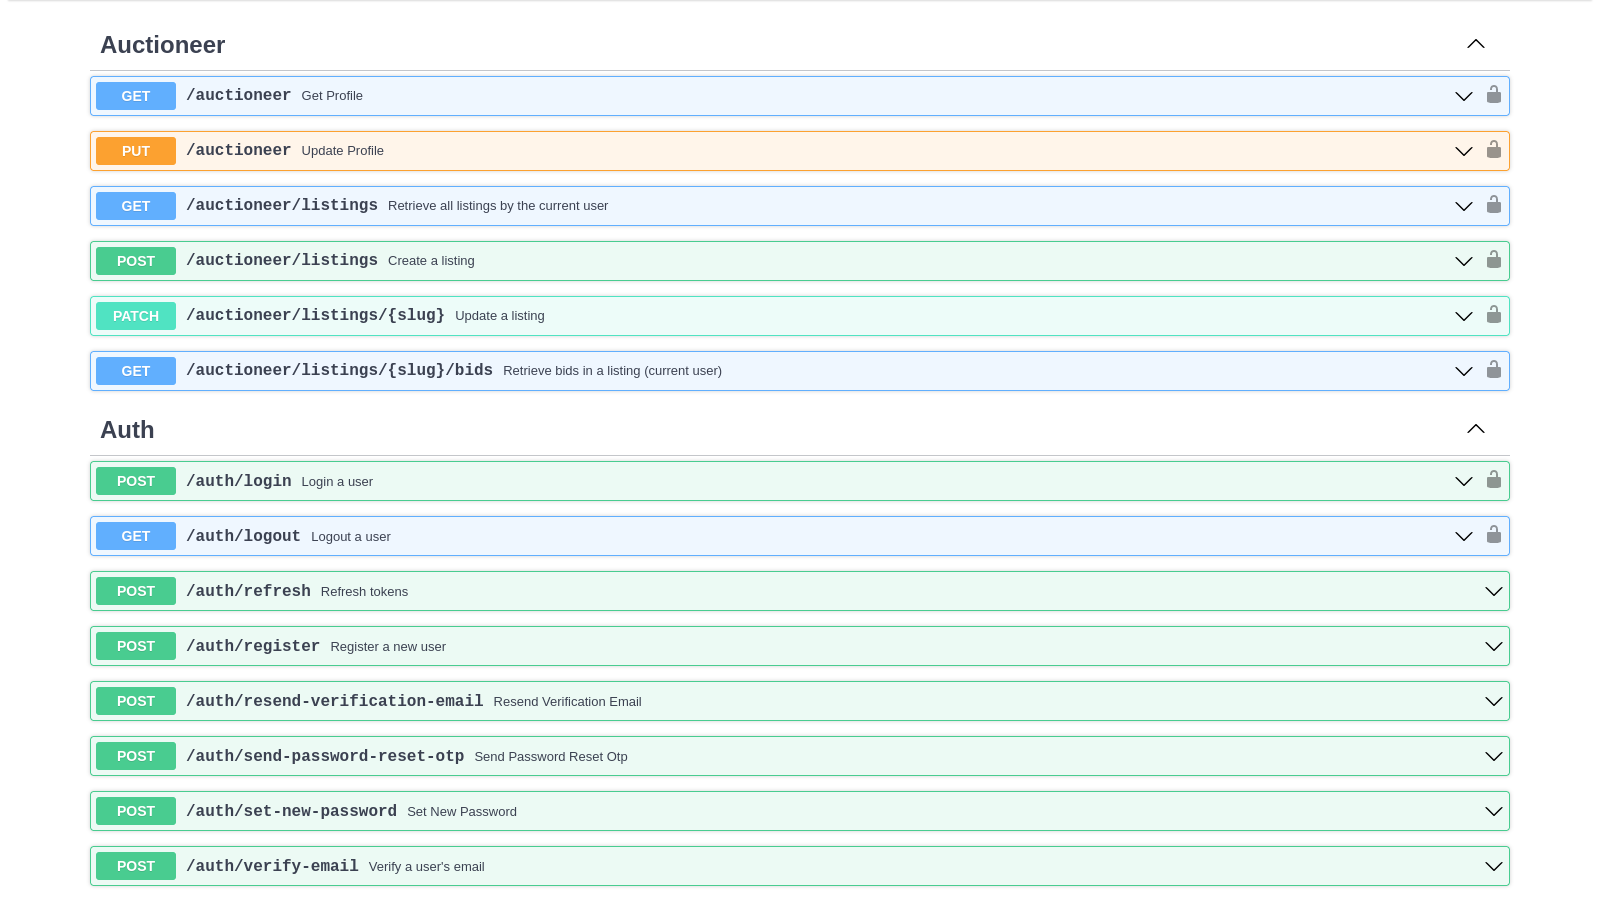 Auctioneer
GET /auctioneer Get Profile
PUT /auctioneer Update Profile
GET /auctioneer/listings Retrieve all listings by the current user
POST /auctioneer/listings Create a listing
PATCH /auctioneer/listings/{slug} Update a listing
GET /auctioneer/listings/{slug}/bids Retrieve bids in a listing (current user)
Auth
POST /auth/login Login a user
GET /auth/logout Logout a user
POST /auth/refresh Refresh tokens
POST /auth/register Register a new user
POST /auth/resend-verification-email Resend Verification Email
POST /auth/send-password-reset-otp Send Password Reset Otp
POST /auth/set-new-password Set New Password
POST /auth/verify-email Verify a user's email